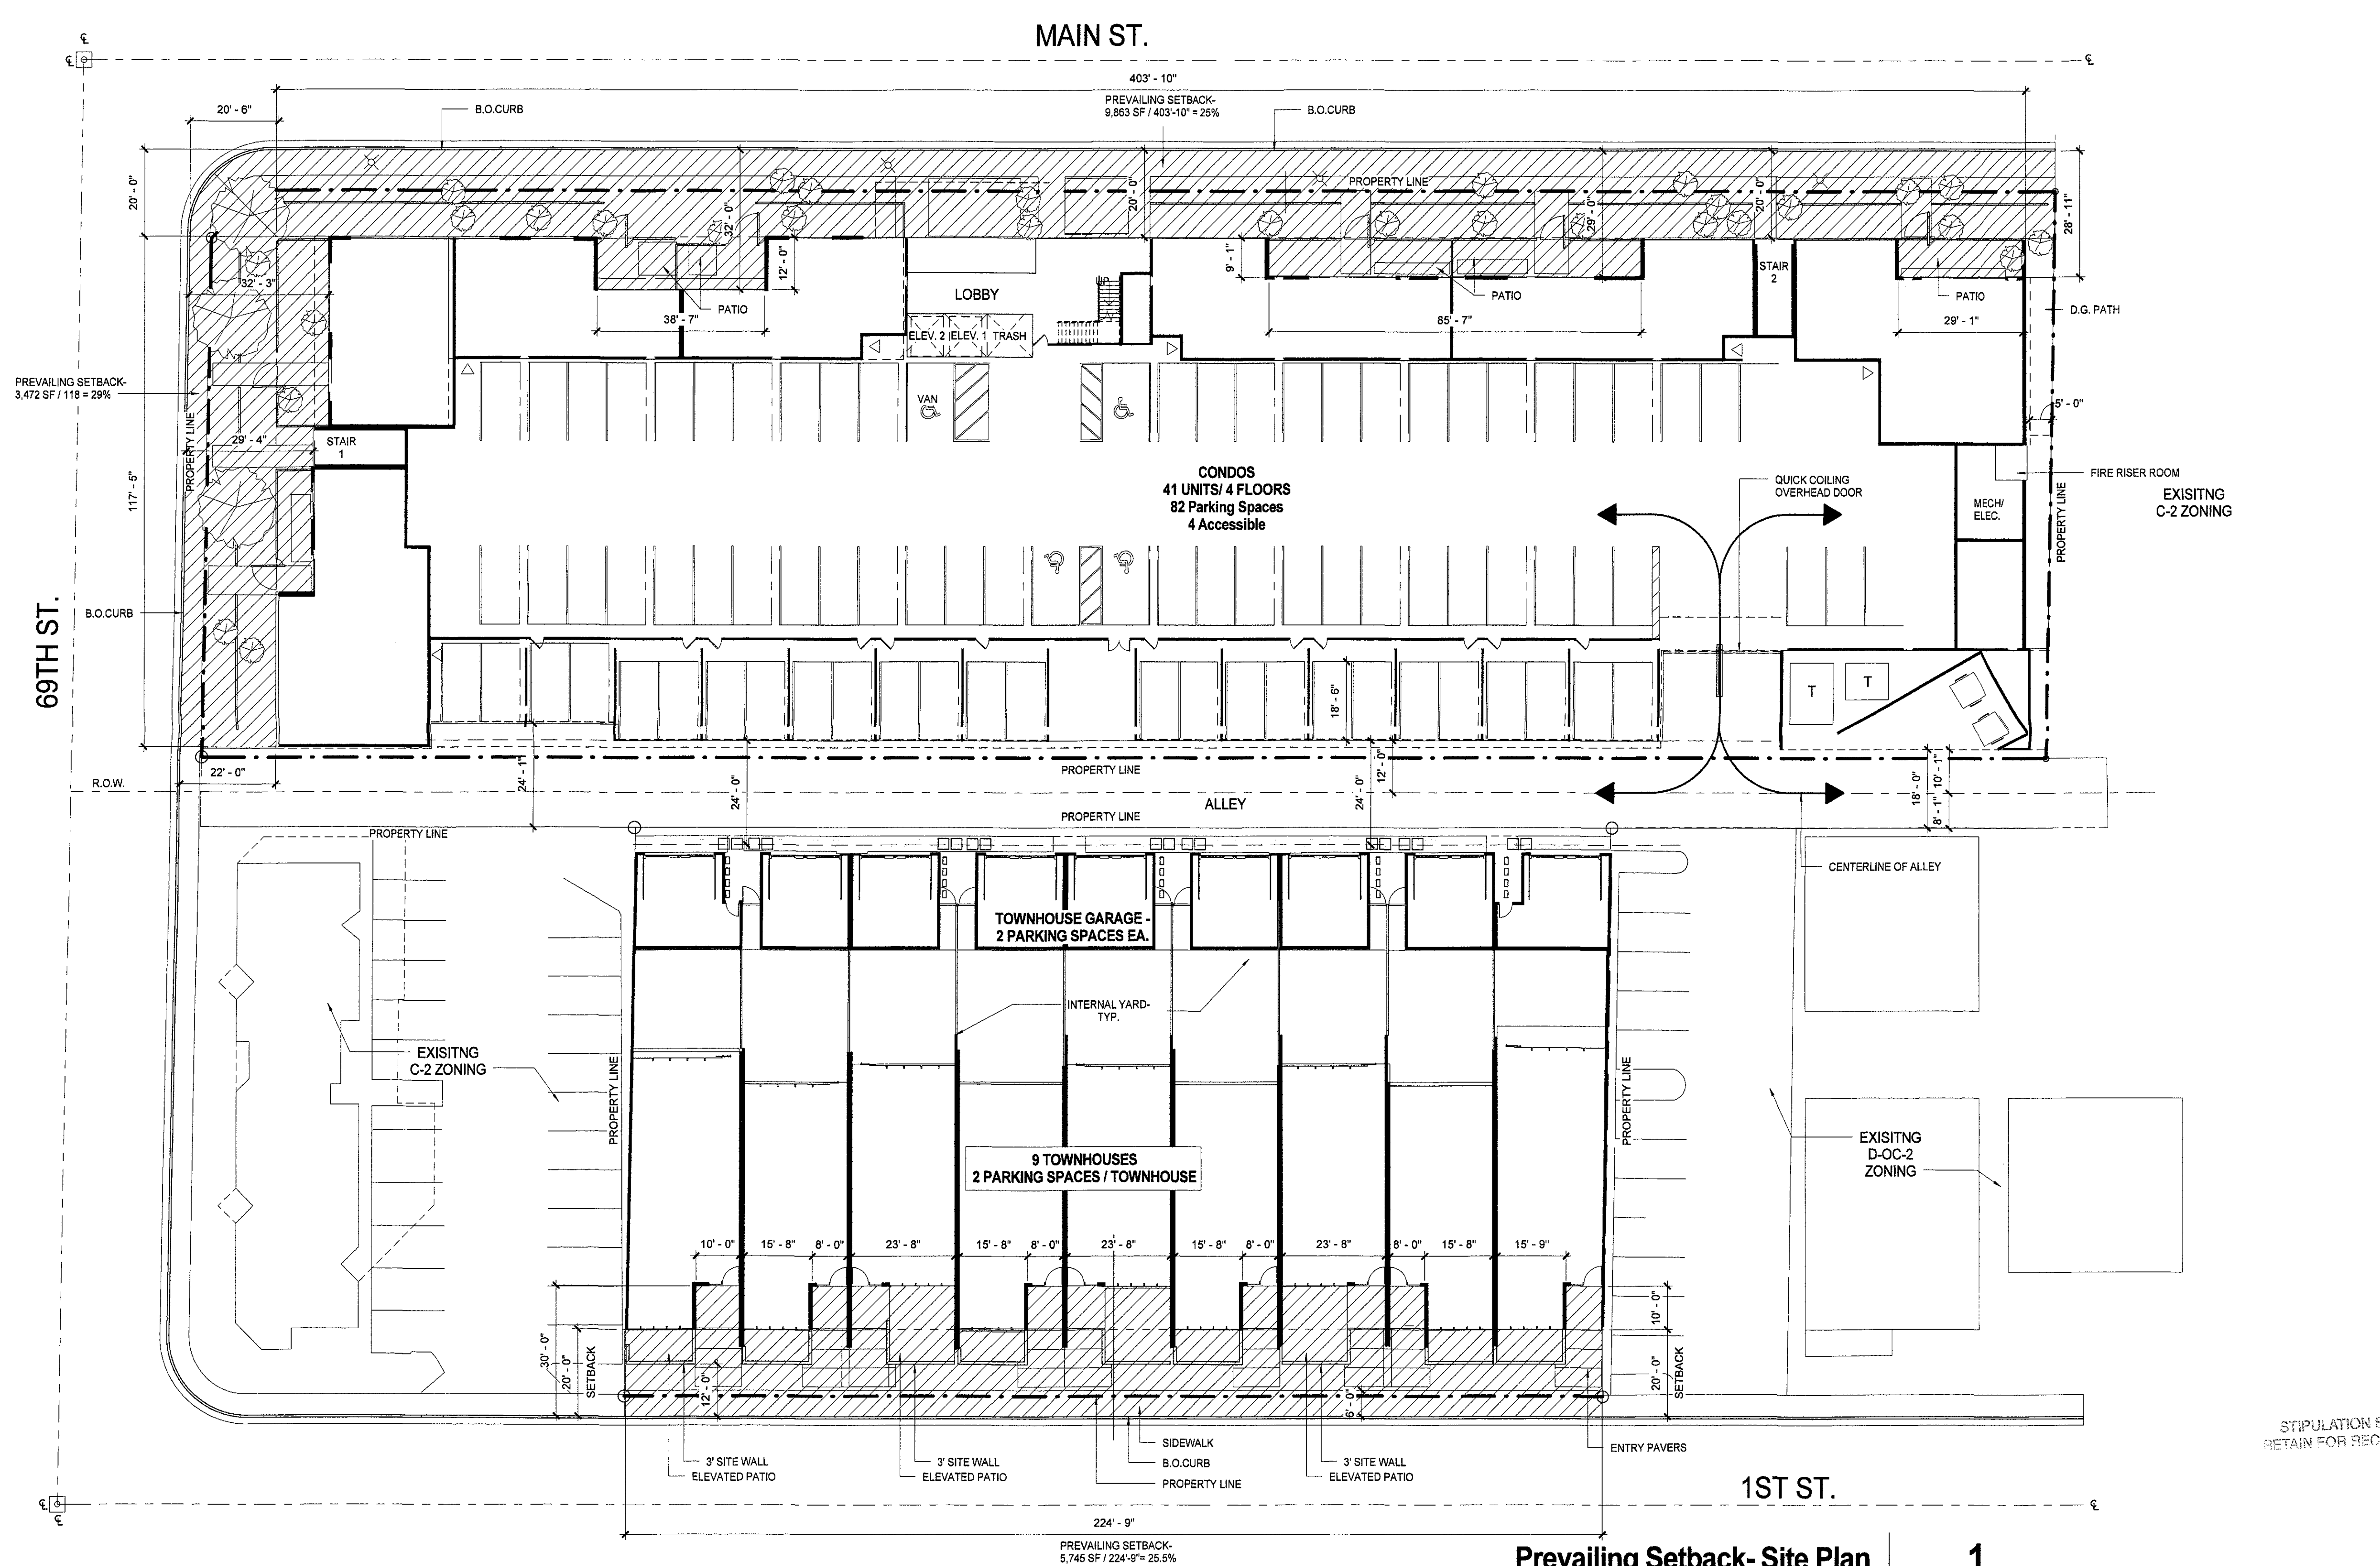 MAIN ST.
403' - 10"
PREVAILING SETBACK-
9,863 SF / 403'-10" = 25%
20' - 6"
B.O.CURB
B.O.CURB
20' - 0"
32' - 0"
20' - 0"
PROPERTY LINE
29' - 0"
20' - 0"
28' - 11"
12' - 0"
9' - 1"
32' - 3"
PATIO
38' - 7"
LOBBY
UP
ELEV. 2
ELEV. 1
TRASH
PATIO
85' - 7"
STAIR
2
PATIO
29' - 1"
D.G. PATH
PREVAILING SETBACK-
3,472 SF / 118 = 29%
PROPERTY LINE
VAN
5' - 0"
29' - 4"
STAIR
1
117' - 5"
CONDOS
41 UNITS/ 4 FLOORS
82 Parking Spaces
4 Accessible
QUICK COILING
OVERHEAD DOOR
FIRE RISER ROOM
MECH/
ELEC.
PROPERTY LINE
EXISITNG
C-2 ZONING
69TH ST.
B.O.CURB
18' - 6"
T
T
22' - 0"
R.O.W.
24' - 1"
24' - 0"
PROPERTY LINE
24' - 0"
12' - 0"
18' - 0"
10' - 1"
8' - 1"
ALLEY
PROPERTY LINE
PROPERTY LINE
CENTERLINE OF ALLEY
TOWNHOUSE GARAGE -
2 PARKING SPACES EA.
INTERNAL YARD-
TYP.
EXISITNG
C-2 ZONING
PROPERTY LINE
PROPERTY LINE
EXISITNG
D-OC-2
ZONING
9 TOWNHOUSES
2 PARKING SPACES / TOWNHOUSE
10' - 0"
15' - 8"
8' - 0"
23' - 8"
15' - 8"
8' - 0"
23' - 8"
15' - 8"
8' - 0"
23' - 8"
8' - 0"
15' - 8"
15' - 9"
30' - 0"
20' - 0"
SETBACK
12' - 0"
6' - 0"
10' - 0"
20' - 0"
SETBACK
3' SITE WALL
ELEVATED PATIO
3' SITE WALL
ELEVATED PATIO
SIDEWALK
B.O.CURB
PROPERTY LINE
3' SITE WALL
ELEVATED PATIO
ENTRY PAVERS
STIPULATION
RETAIN FOR REC
1ST ST.
224' - 9"
PREVAILING SETBACK-
5,745 SF / 224'-9"= 25.5%
Prevailing Setback- Site Plan
1